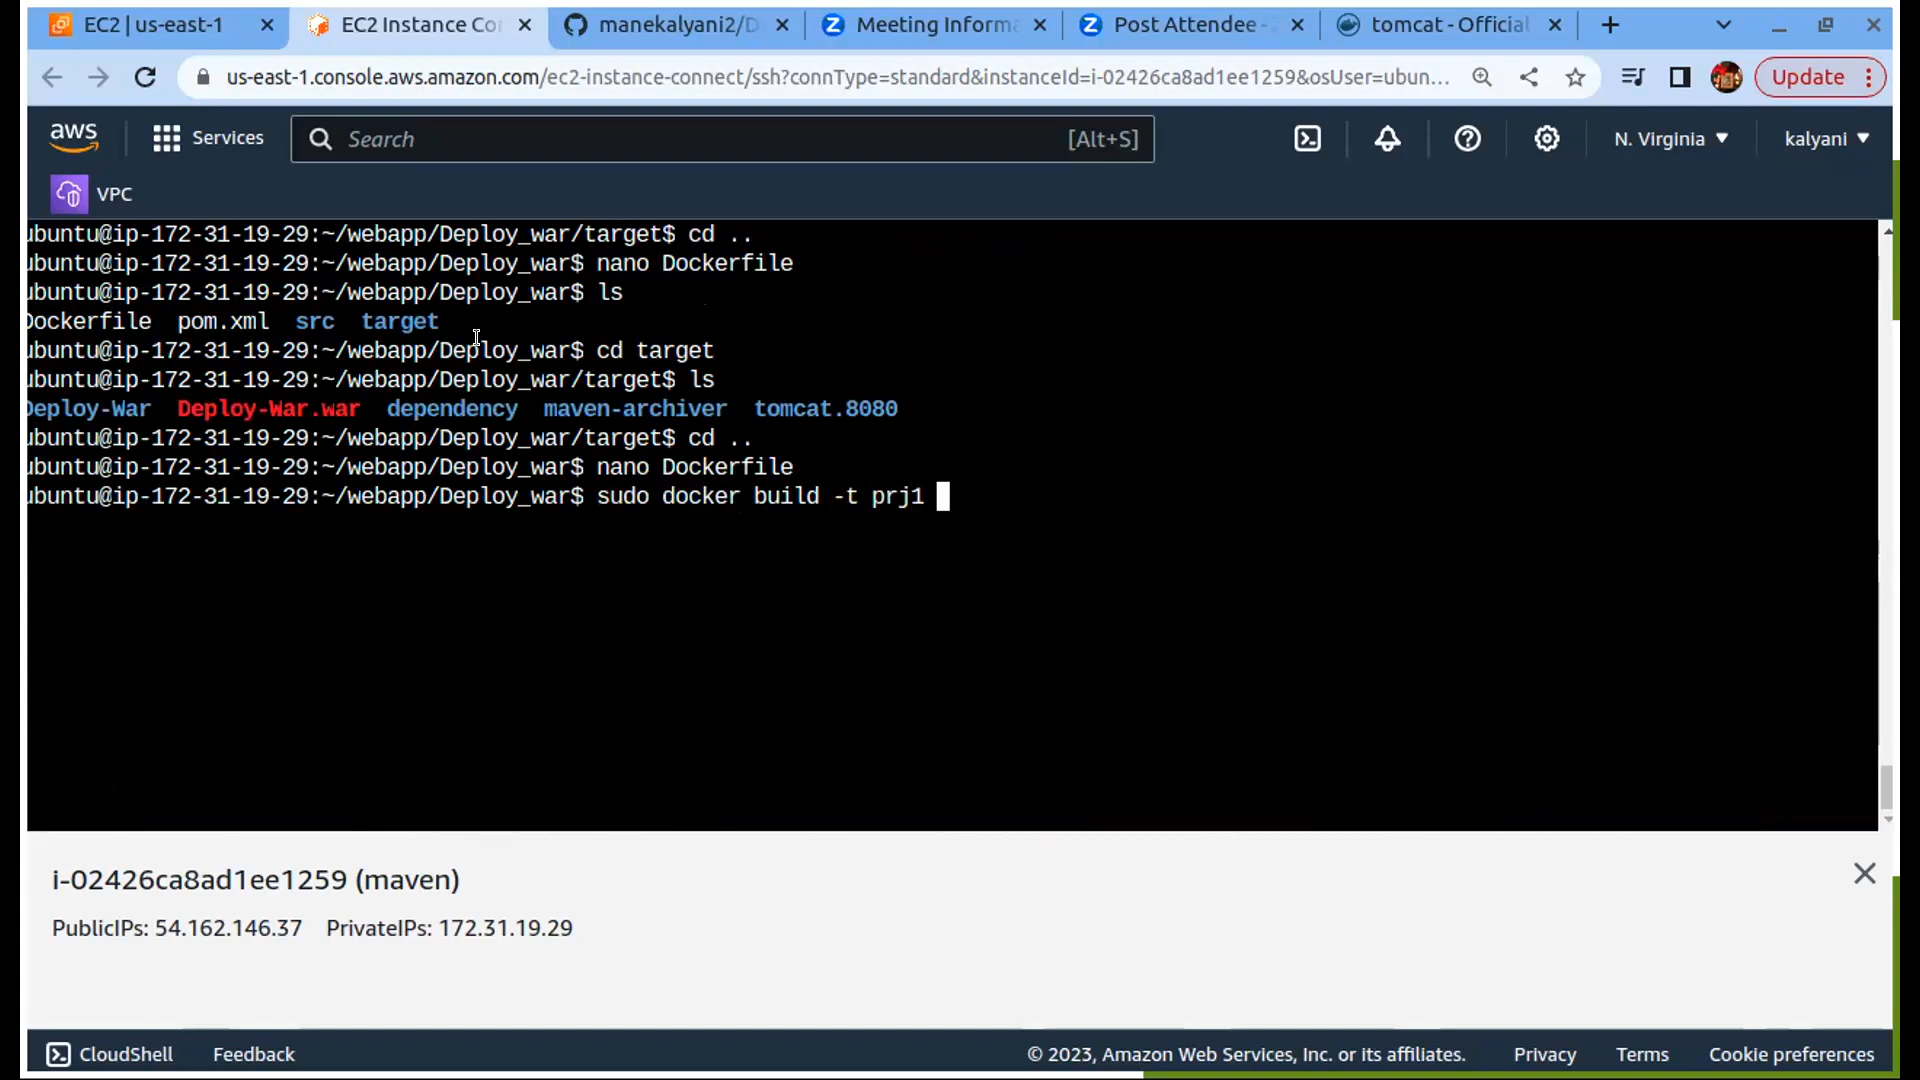 EC2 | us-east-1
EC2 Instance Co
manekalyani2/D
Meeting Inform
Post Attendee -
tomcat - Official
us-east-1.console.aws.amazon.com/ec2-instance-connect/ssh?connType=standard&instanceId=i-02426ca8ad1ee1259&osUser=ubun...
Update
aws
Services
Search
[Alt+S]
N. Virginia
kalyani
VPC
ubuntu@ip-172-31-19-29:~/webapp/Deploy_war/target$ cd ..
ubuntu@ip-172-31-19-29:~/webapp/Deploy_war$ nano Dockerfile
ubuntu@ip-172-31-19-29:~/webapp/Deploy_war$ ls
Dockerfile pom.xml src target
ubuntu@ip-172-31-19-29:~/webapp/Deploy_war$ cd target
ubuntu@ip-172-31-19-29:~/webapp/Deploy_war/target$ ls
Deploy-War Deploy-War.war dependency maven-archiver tomcat.8080
ubuntu@ip-172-31-19-29:~/webapp/Deploy_war/target$ cd ..
ubuntu@ip-172-31-19-29:~/webapp/Deploy_war$ nano Dockerfile
ubuntu@ip-172-31-19-29:~/webapp/Deploy_war$ sudo docker build -t prj1
i-02426ca8ad1ee1259 (maven)
PublicIPs: 54.162.146.37 PrivateIPs: 172.31.19.29
CloudShell
Feedback
© 2023, Amazon Web Services, Inc. or its affiliates.
Privacy
Terms
Cookie preferences